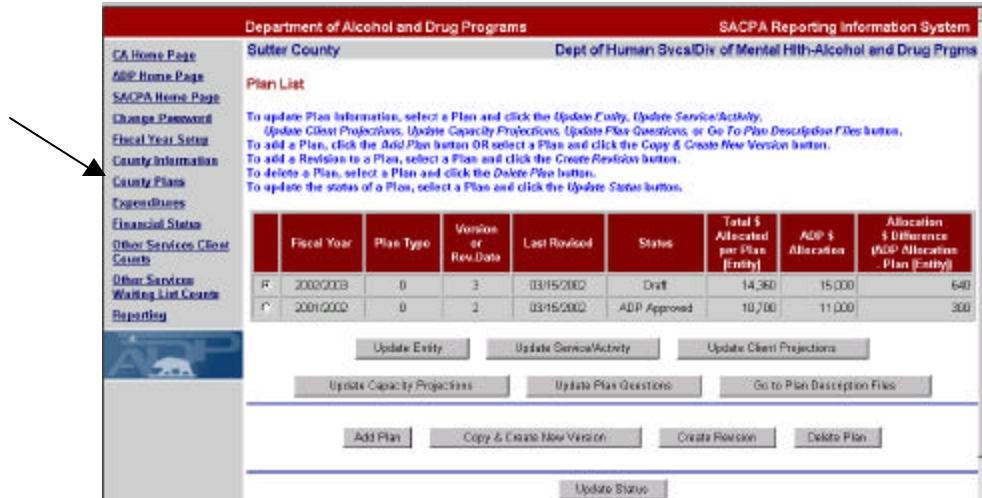 Department of Alcohol and Drug Programs SACPA Reporting Information System
Sutter County Dept of Human Svcs/Div of Mental Hlth-Alcohol and Drug Prgms
CA Home Page
ADP Home Page
SACPA Home Page
Change Password
Fiscal Year Setup
County Information
County Plans
Expenditures
Financial Status
Other Services Client
Counts
Other Services
Waiting List Counts
Reporting
ADP
Plan List
To update Plan Information, select a Plan and click the Update Entity, Update Service/Activity,
Update Client Projections, Update Capacity Projections, Update Plan Questions, or Go To Plan Description Files button.
To add a Plan, click the Add Plan button OR select a Plan and click the Copy & Create New Version button.
To add a Revision to a Plan, select a Plan and click the Create Revision button.
To delete a Plan, select a Plan and click the Delete Plan button.
To update the status of a Plan, select a Plan and click the Update Status button.
Fiscal Year Plan Type Version or Rev.Date Last Revised Status Total $ Allocated per Plan (Entity) ADP $ Allocation Allocation $ Difference (ADP Allocation - Plan (Entity))
2002/2003 0 3 03/15/2002 Draft 14,360 15,000 640
2001/2002 0 2 03/15/2002 ADP Approved 10,700 11,000 300
Update Entity Update Service/Activity Update Client Projections
Update Capacity Projections Update Plan Questions Go to Plan Description Files
Add Plan Copy & Create New Version Create Revision Delete Plan
Update Status